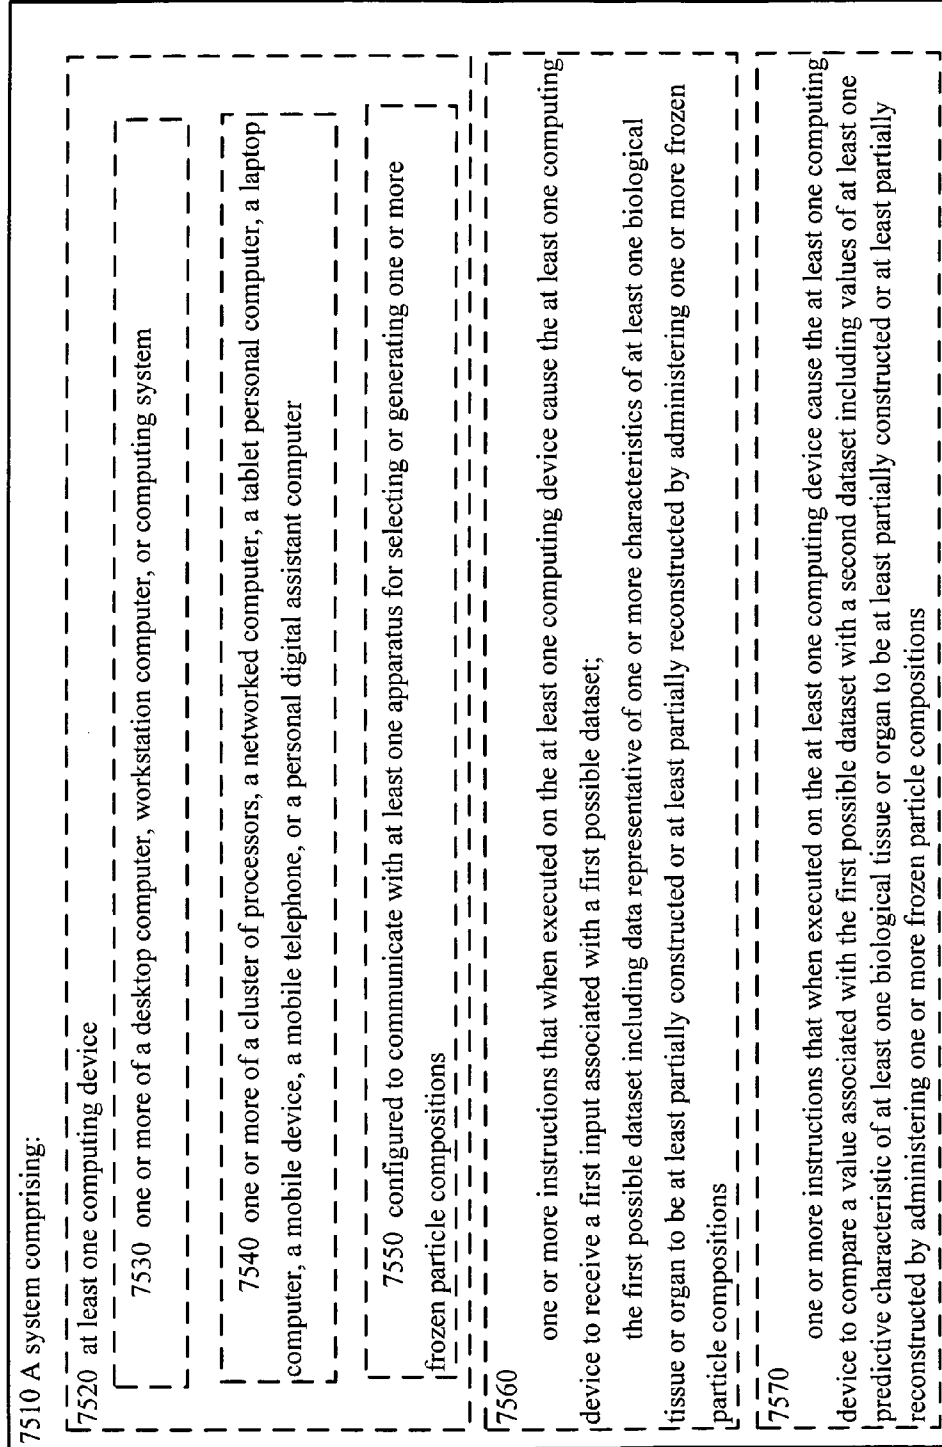 7510 A system comprising:
7520 at least one computing device
7530 one or more of a desktop computer, workstation computer, or computing system
7540 one or more of a cluster of processors, a networked computer, a tablet personal computer, a laptop
computer, a mobile device, a mobile telephone, or a personal digital assistant computer
7550 configured to communicate with at least one apparatus for selecting or generating one or more
frozen particle compositions
7560
one or more instructions that when executed on the at least one computing device cause the at least one computing
device to receive a first input associated with a first possible dataset;
the first possible dataset including data representative of one or more characteristics of at least one biological
tissue or organ to be at least partially constructed or at least partially reconstructed by administering one or more frozen
particle compositions
7570
one or more instructions that when executed on the at least one computing device cause the at least one computing
device to compare a value associated with the first possible dataset with a second dataset including values of at least one
predictive characteristic of at least one biological tissue or organ to be at least partially constructed or at least partially
reconstructed by administering one or more frozen particle compositions